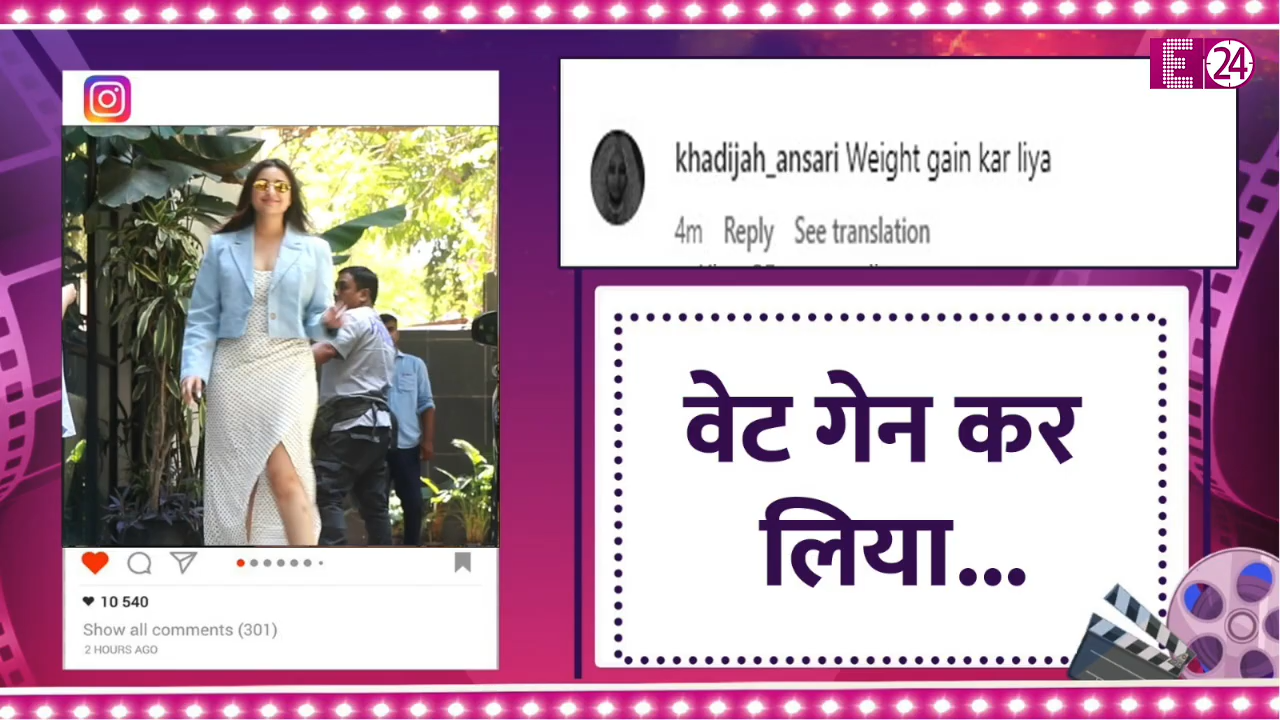 E 24
khadijah_ansari Weight gain kar liya
4m Reply See translation
वेट गेन कर
लिया...
10 540
Show all comments (301)
2 HOURS AGO